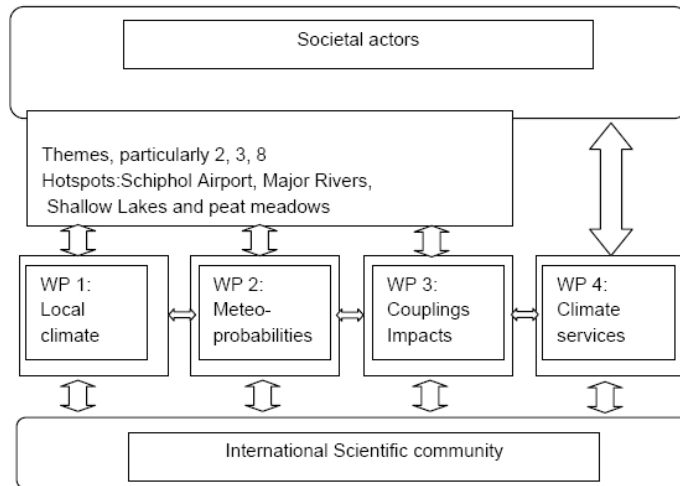 Societal actors
Themes, particularly 2, 3, 8
Hotspots:Schiphol Airport, Major Rivers,
Shallow Lakes and peat meadows
WP 1:
Local
climate
WP 2:
Meteo-
probabilities
WP 3:
Couplings
Impacts
WP 4:
Climate
services
International Scientific community